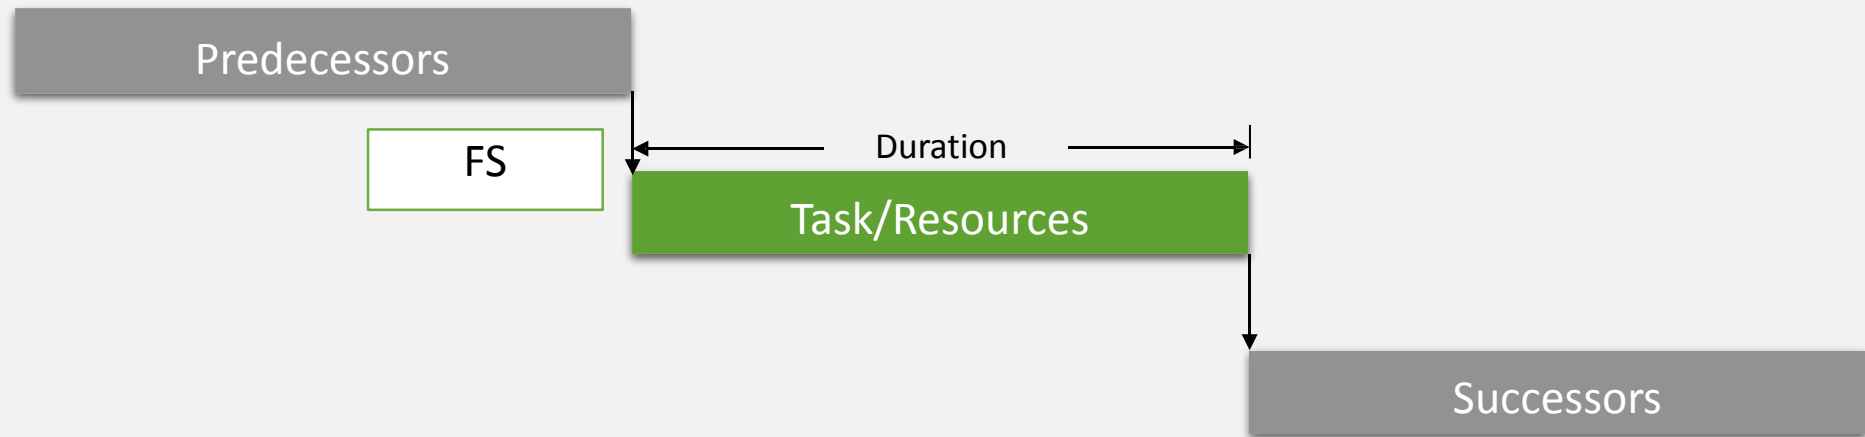 Predecessors
FS
Duration
Task/Resources
Successors